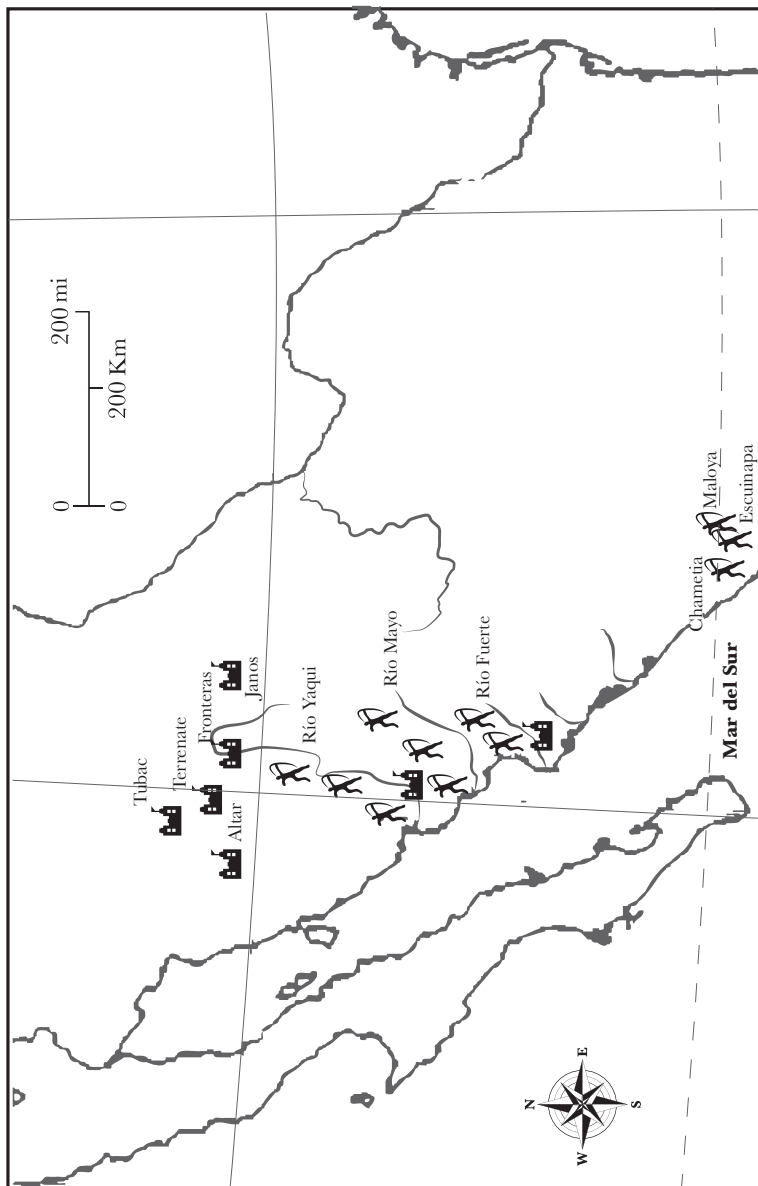 0
200 mi
0
200 Km
Tubac
Terrenate
Fronteras
Janos
Altar
Río Yaqui
Río Mayo
Río Fuerte
Chametia
Maloya
Escuinapa
Mar del Sur
N
E
W
S